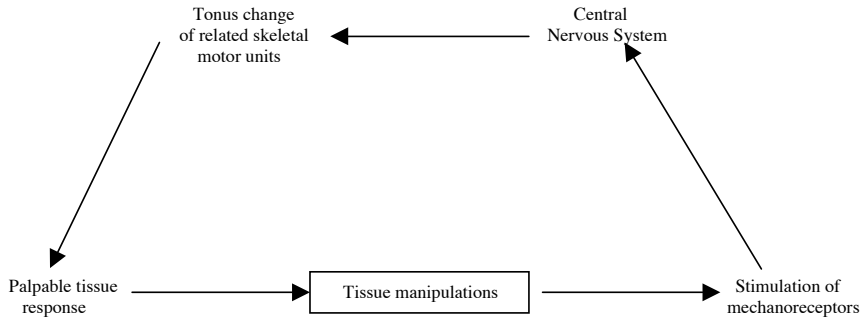 Tonus change
of related skeletal
motor units
Central
Nervous System
Palpable tissue
response
Tissue manipulations
Stimulation of
mechanoreceptors